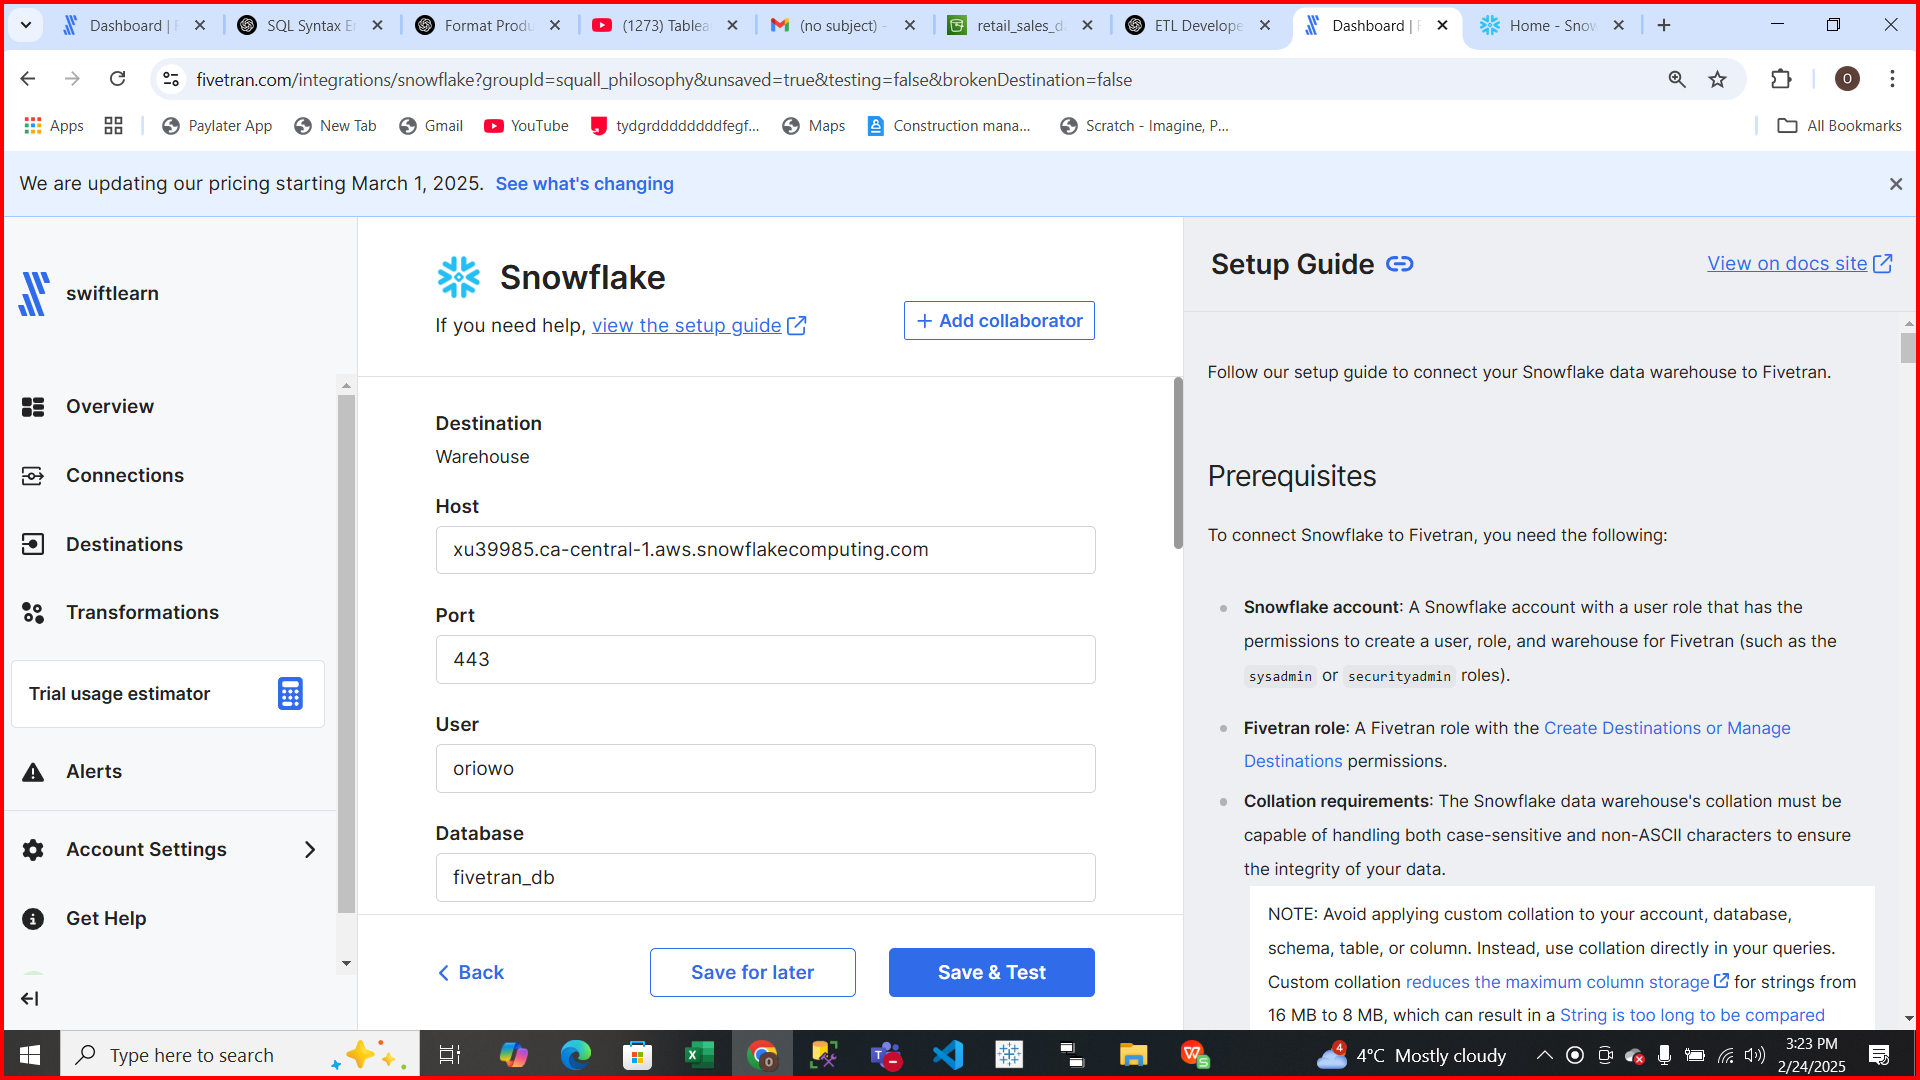 Dashboard | F
SQL Syntax Er
Format Produ
(1273) Tablea
(no subject) -
retail_sales_da
ETL Develope
Dashboard | F
Home - Snow
fivetran.com/integrations/snowflake?groupId=squall_philosophy&unsaved=true&testing=false&brokenDestination=false
O
Apps
Paylater App
New Tab
Gmail
YouTube
tydgrdddddddfegf...
Maps
Construction mana...
Scratch - Imagine, P...
All Bookmarks
We are updating our pricing starting March 1, 2025. See what's changing
swiftlearn
Overview
Connections
Destinations
Transformations
Trial usage estimator
Alerts
Account Settings
Get Help
Snowflake
If you need help, view the setup guide
+ Add collaborator
Destination
Warehouse
Host
xu39985.ca-central-1.aws.snowflakecomputing.com
Port
443
User
oriowo
Database
fivetran_db
Back
Save for later
Save & Test
Setup Guide
View on docs site
Follow our setup guide to connect your Snowflake data warehouse to Fivetran.
Prerequisites
To connect Snowflake to Fivetran, you need the following:
Snowflake account: A Snowflake account with a user role that has the
permissions to create a user, role, and warehouse for Fivetran (such as the
sysadmin or securityadmin roles).
Fivetran role: A Fivetran role with the Create Destinations or Manage
Destinations permissions.
Collation requirements: The Snowflake data warehouse's collation must be
capable of handling both case-sensitive and non-ASCII characters to ensure
the integrity of your data.
NOTE: Avoid applying custom collation to your account, database,
schema, table, or column. Instead, use collation directly in your queries.
Custom collation reduces the maximum column storage for strings from
16 MB to 8 MB, which can result in a String is too long to be compared
Type here to search
4
4°C Mostly cloudy
3:23 PM
2/24/2025